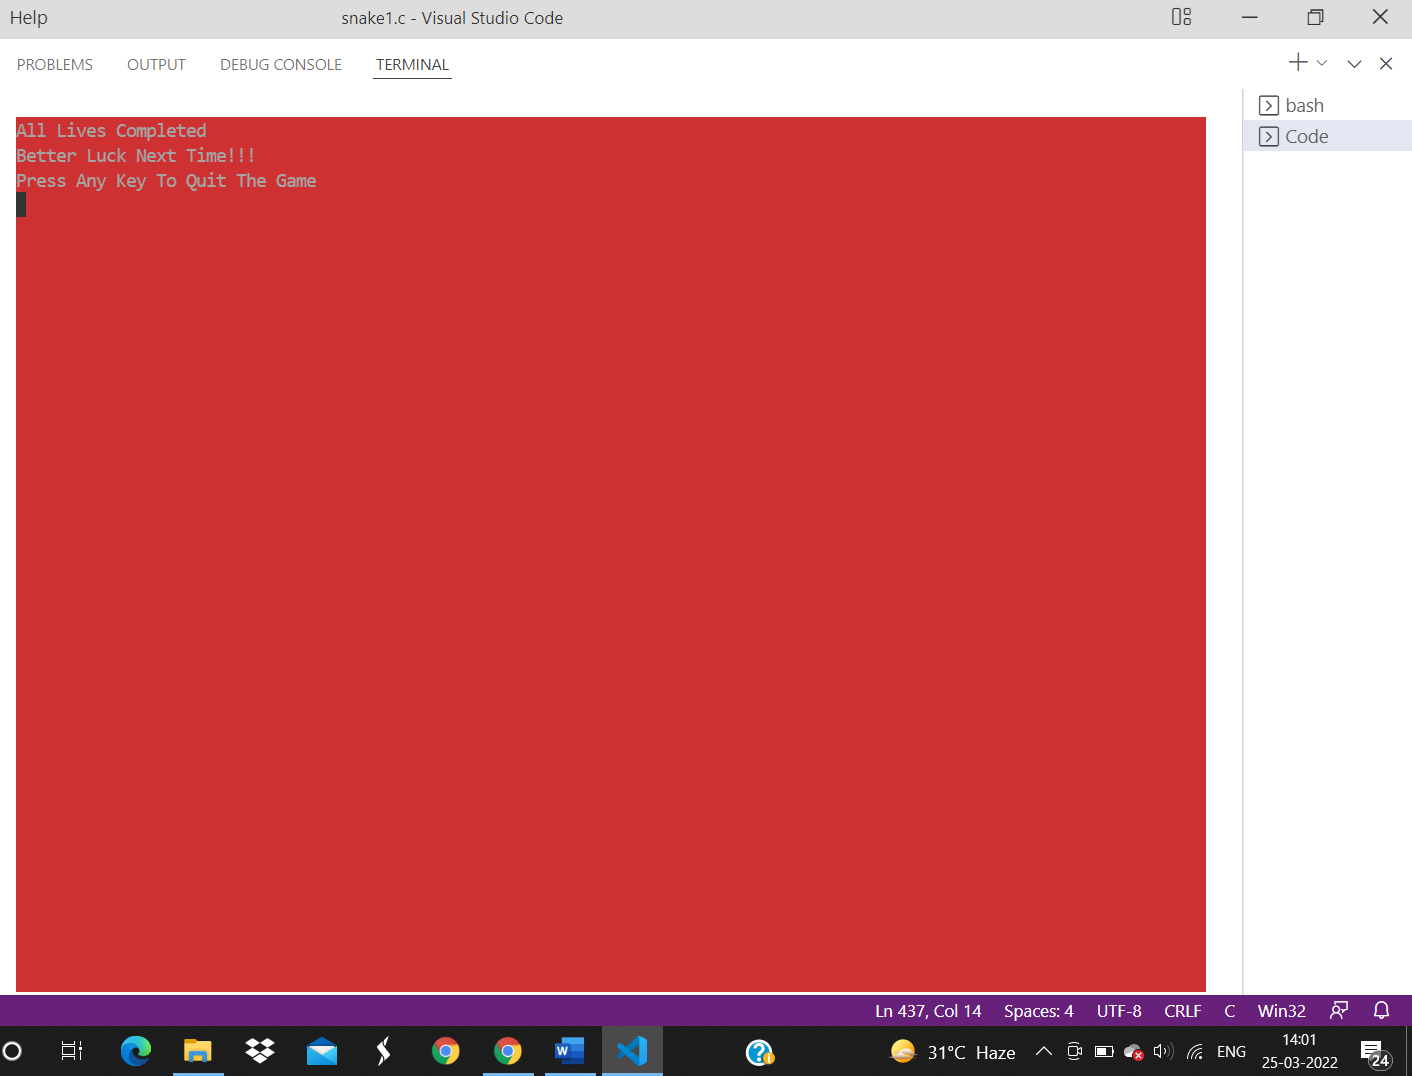 Help
snake1.c - Visual Studio Code
PROBLEMS OUTPUT DEBUG CONSOLE TERMINAL
bash
Code
All Lives Completed
Better Luck Next Time!!!
Press Any Key To Quit The Game
Ln 437, Col 14 Spaces: 4 UTF-8 CRLF C Win32
31°C Haze ENG 14:01
25-03-2022
24